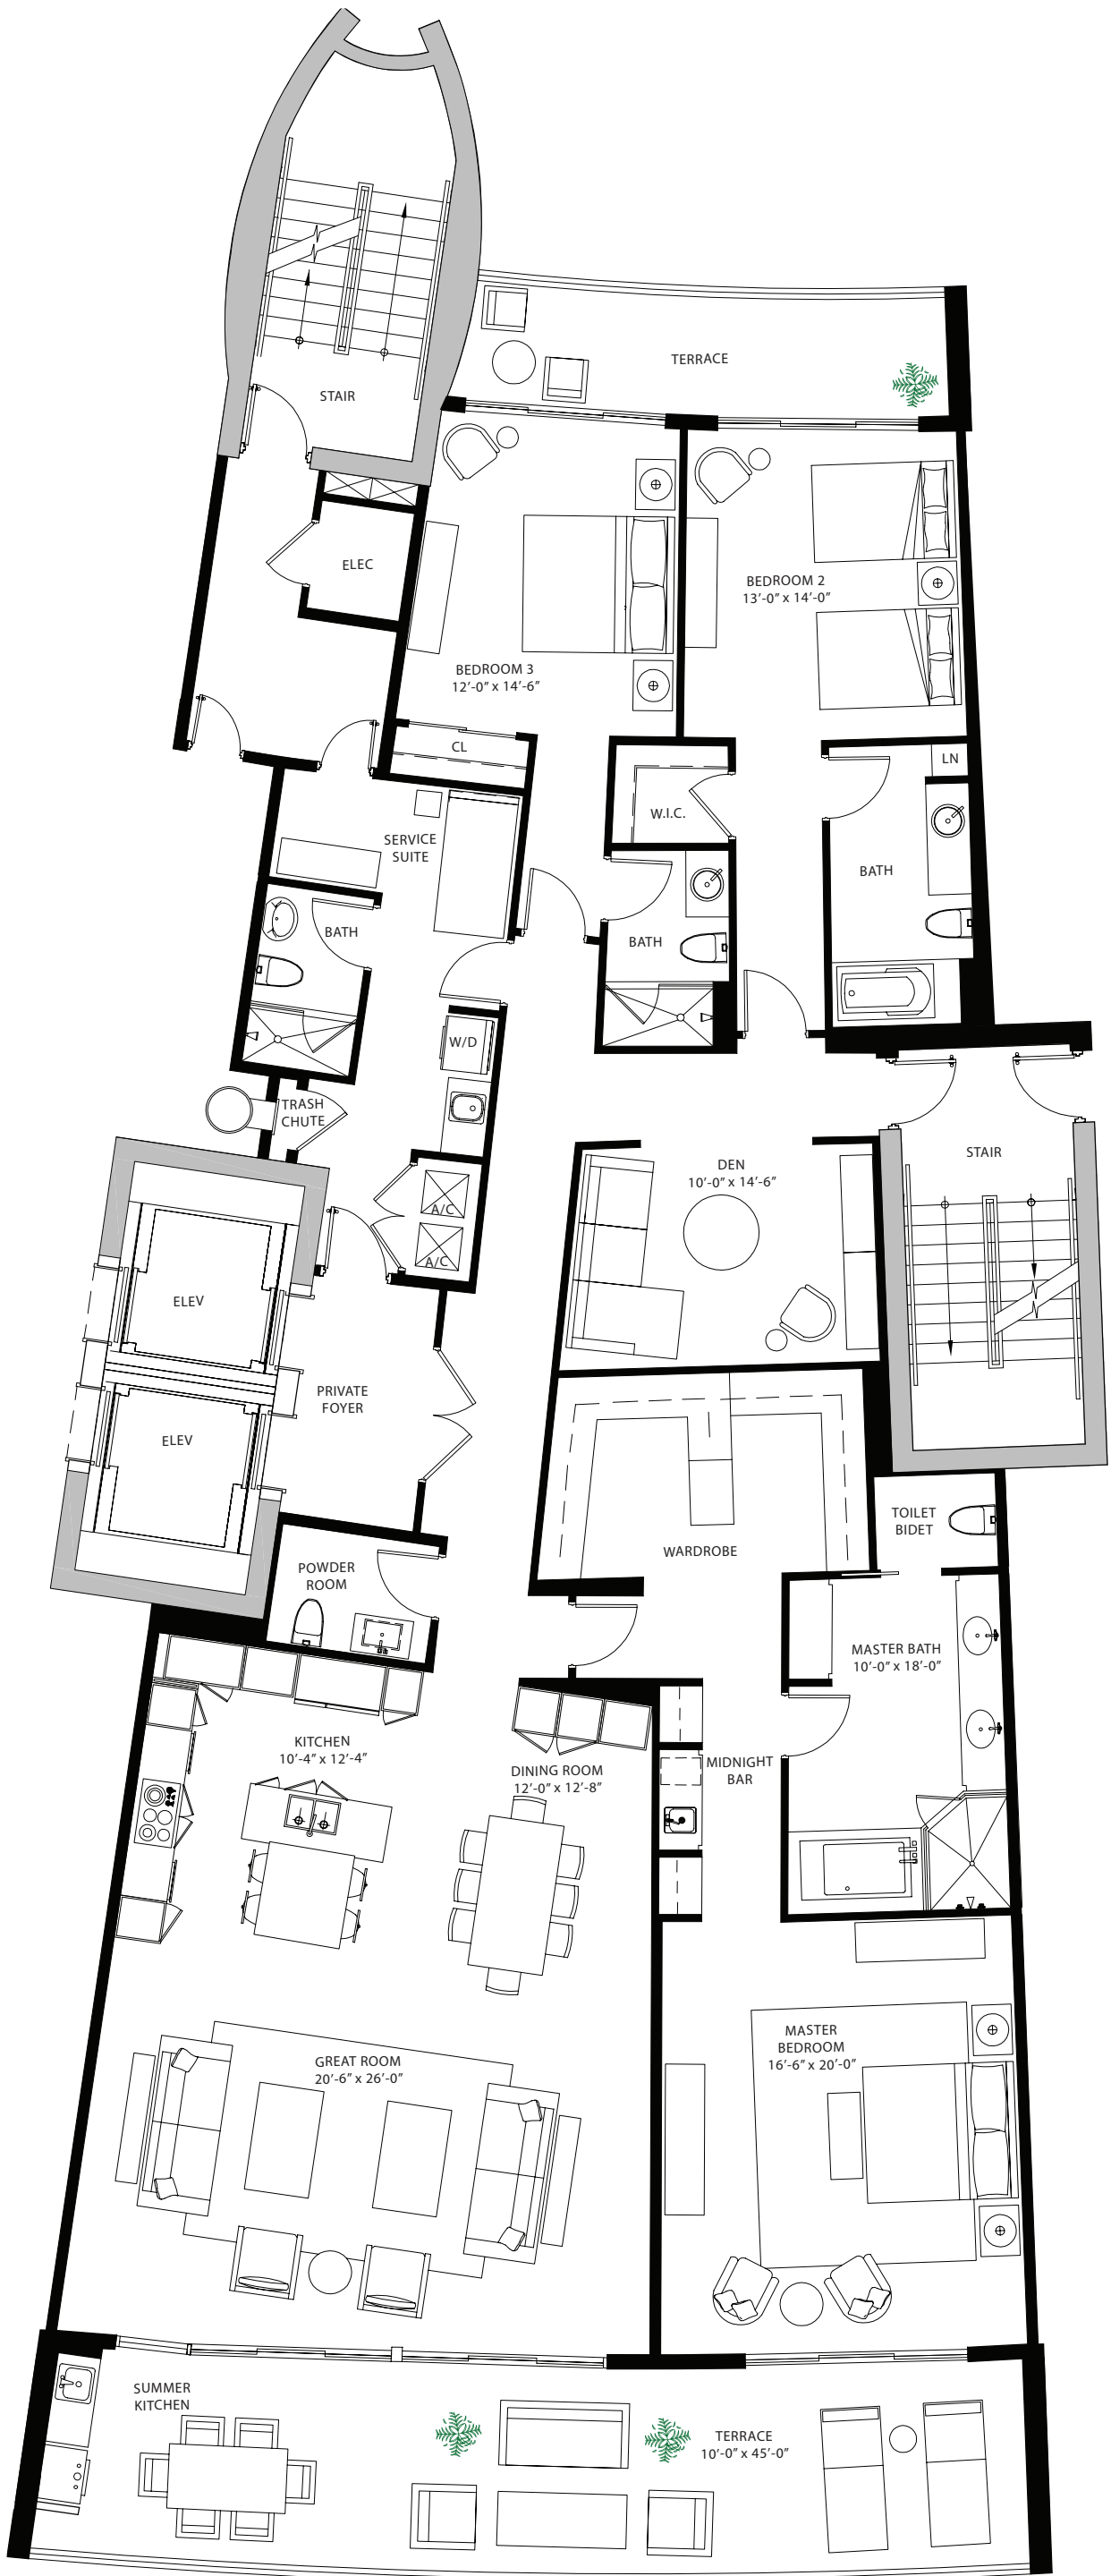 TERRACE
STAIR
ELEC
BEDROOM 2
13’-0” x 14’-0”
BEDROOM 3
12’-0” x 14’-6”
CL
LN
W.I.C.
SERVICE
SUITE
BATH
BATH
BATH
W/D
TRASH
CHUTE
STAIR
DEN
10’-0” x 14’-6”
A/C
A/C
ELEV
PRIVATE
FOYER
ELEV
TOILET
BIDET
WARDROBE
POWDER
ROOM
MASTER BATH
10’-0” x 18’-0”
KITCHEN
10’-4” x 12’-4”
DINING ROOM
12’-0” x 12’-8”
MIDNIGHT
BAR
MASTER
BEDROOM
16’-6” x 20’-0”
GREAT ROOM
20’-6” x 26’-0”
SUMMER
KITCHEN
TERRACE
10’-0” x 45’-0”